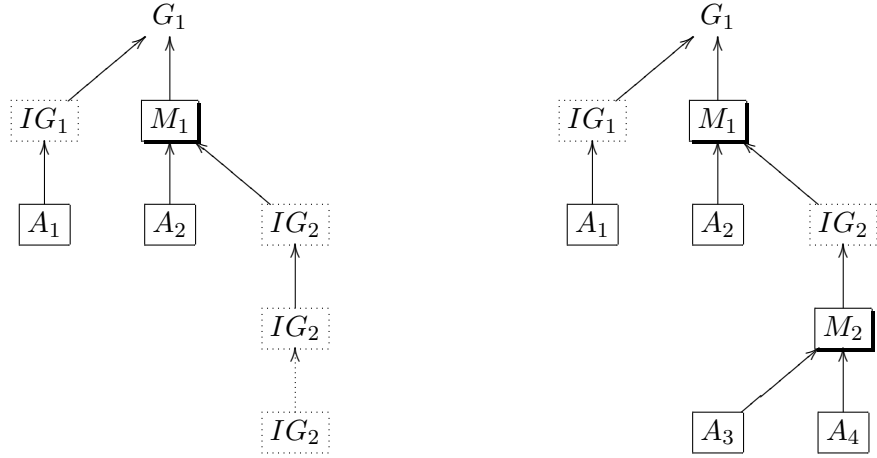 G₁ G₁
IG₁ M₁ IG₁ M₁
A₁ A₂ IG₂ A₁ A₂ IG₂
IG₂ M₂
IG₂ A₃ A₄